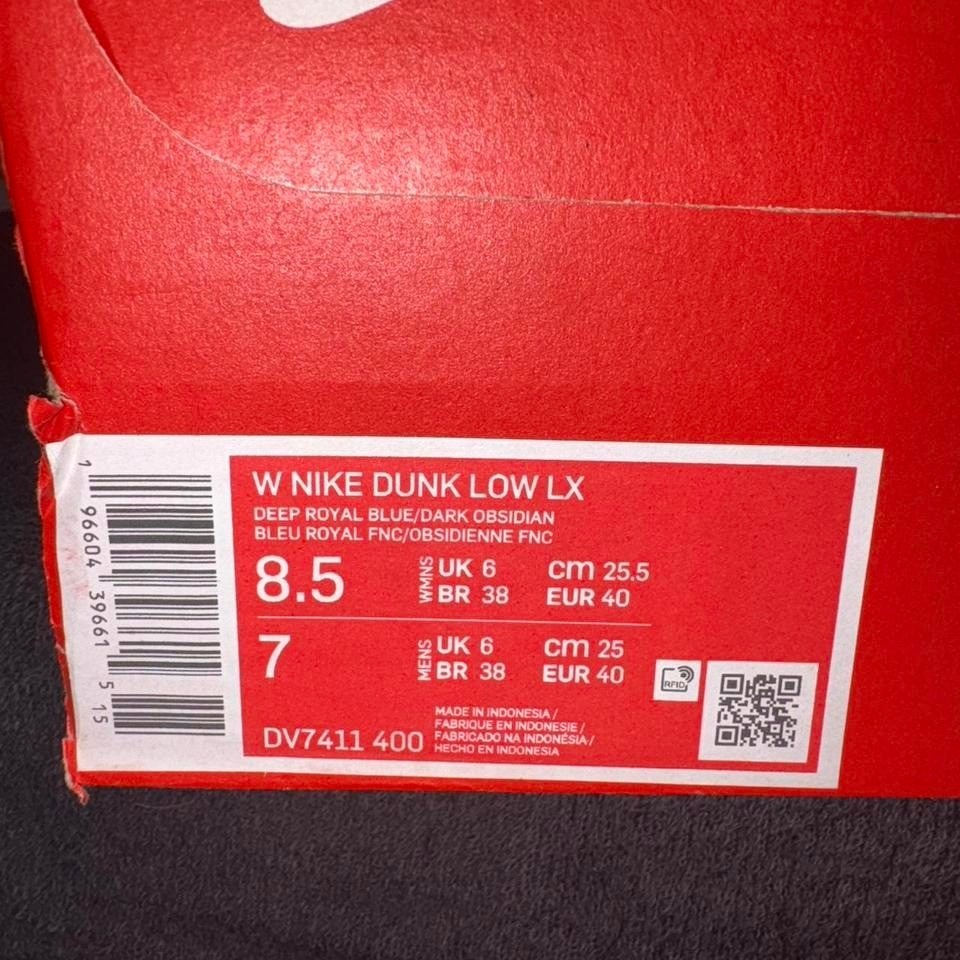 W NIKE DUNK LOW LX
DEEP ROYAL BLUE/DARK OBSIDIAN
BLEU ROYAL FNC/OBSIDIENNE FNC
8.5
WMNS
UK 6 cm 25.5
BR 38 EUR 40
7
MENS
UK 6 cm 25
BR 38 EUR 40
RFID
DV7411 400
MADE IN INDONESIA /
FABRIQUE EN INDONESIE /
FABRICADO NA INDONÉSIA /
HECHO EN INDONESIA
1 96604 39661 5 15